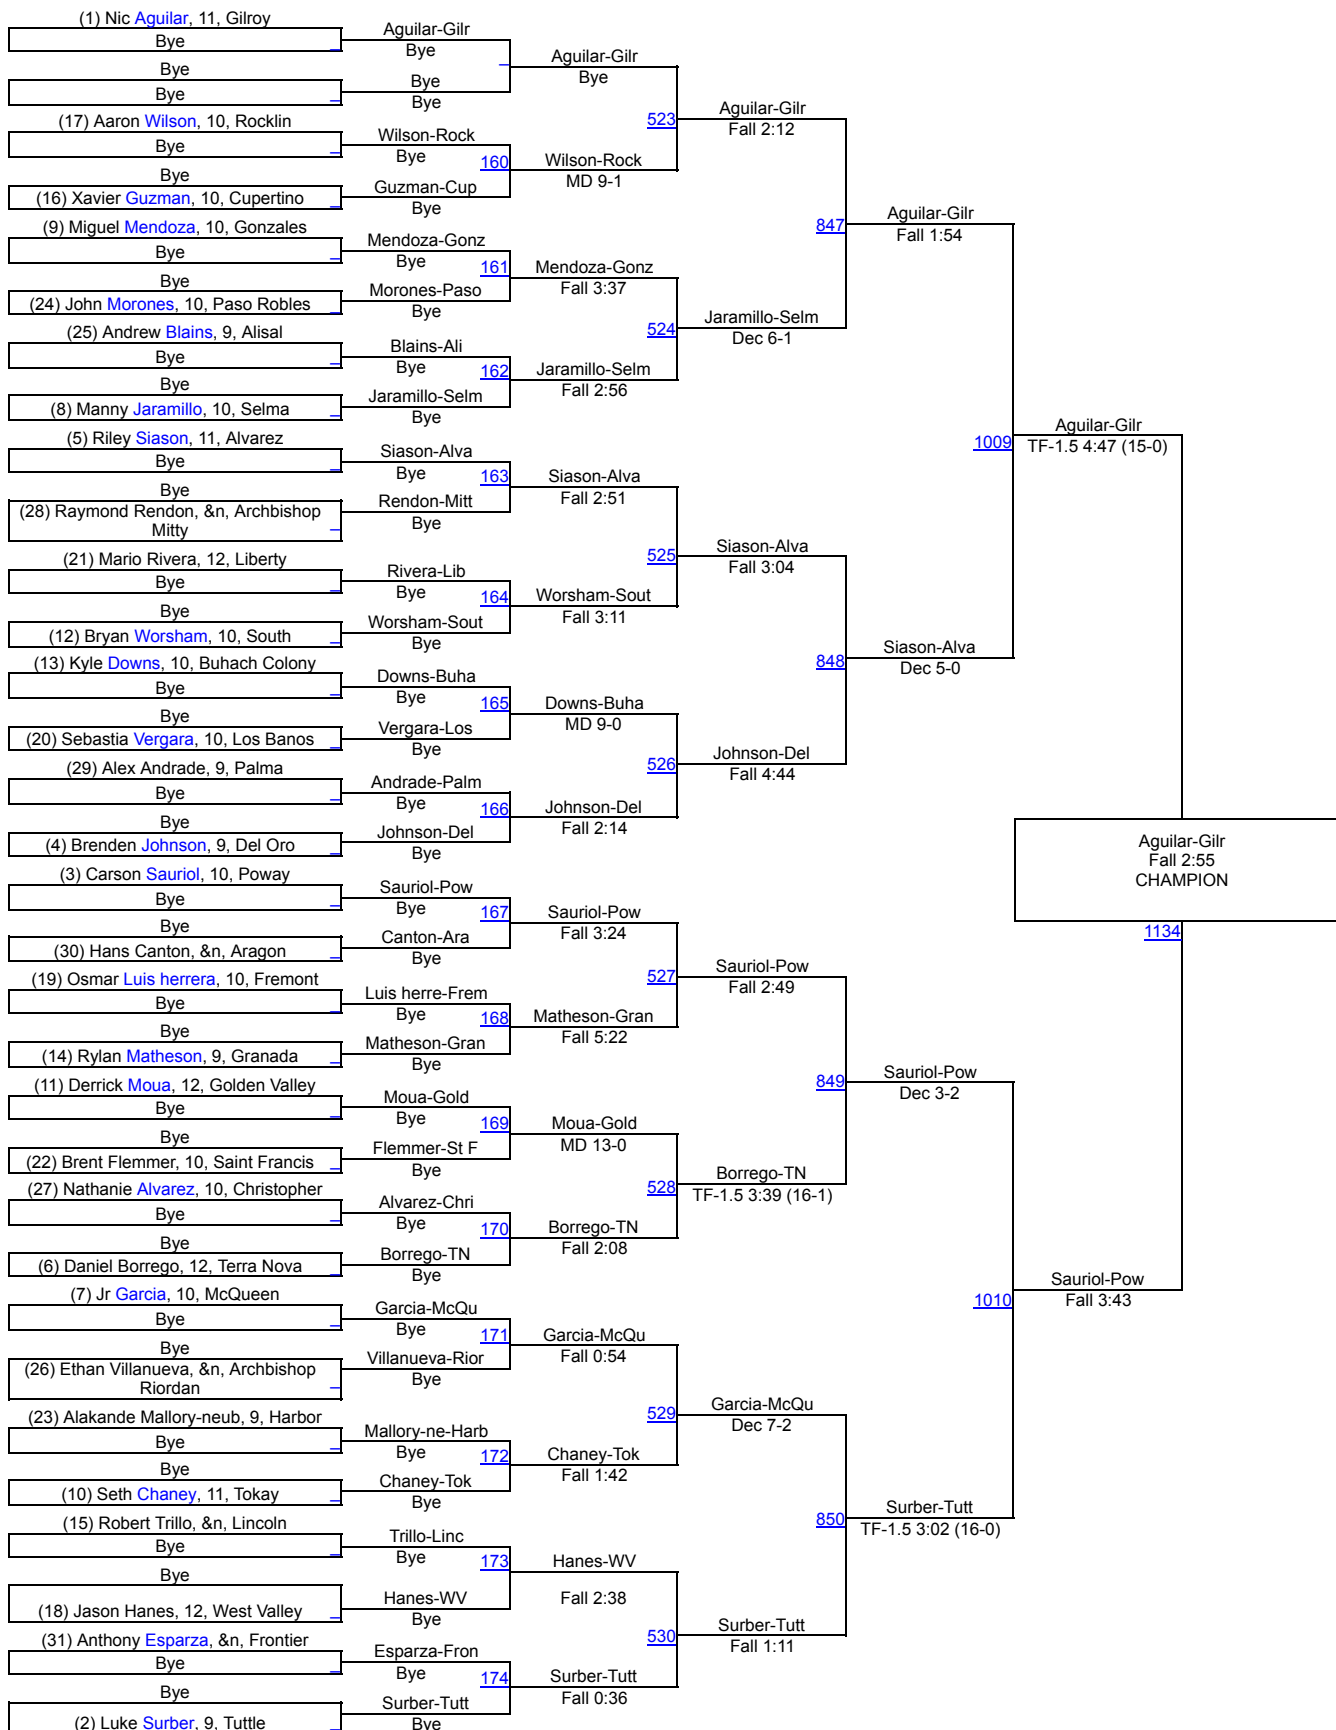 (1) Nic Aguilar, 11, Gilroy
Bye
Bye
Bye
(17) Aaron Wilson, 10, Rocklin
Bye
Bye
(16) Xavier Guzman, 10, Cupertino
(9) Miguel Mendoza, 10, Gonzales
Bye
Bye
(24) John Morones, 10, Paso Robles
(25) Andrew Blains, 9, Alisal
Bye
Bye
(8) Manny Jaramillo, 10, Selma
(5) Riley Siason, 11, Alvarez
Bye
Bye
(28) Raymond Rendon, &n, Archbishop
Mitty
(21) Mario Rivera, 12, Liberty
Bye
Bye
(12) Bryan Worsham, 10, South
(13) Kyle Downs, 10, Buhach Colony
Bye
Bye
(20) Sebastia Vergara, 10, Los Banos
(29) Alex Andrade, 9, Palma
Bye
Bye
(4) Brenden Johnson, 9, Del Oro
(3) Carson Sauriol, 10, Poway
Bye
Bye
(30) Hans Canton, &n, Aragon
(19) Osmar Luis herrera, 10, Fremont
Bye
Bye
(14) Rylan Matheson, 9, Granada
(11) Derrick Moua, 12, Golden Valley
Bye
Bye
(22) Brent Flemmer, 10, Saint Francis
(27) Nathanie Alvarez, 10, Christopher
Bye
Bye
(6) Daniel Borrego, 12, Terra Nova
(7) Jr Garcia, 10, McQueen
Bye
Bye
(26) Ethan Villanueva, &n, Archbishop
Riordan
(23) Alakande Mallory-neub, 9, Harbor
Bye
Bye
(10) Seth Chaney, 11, Tokay
(15) Robert Trillo, &n, Lincoln
Bye
Bye
(18) Jason Hanes, 12, West Valley
(31) Anthony Esparza, &n, Frontier
Bye
Bye
(2) Luke Surber, 9, Tuttle
Aguilar-Gilr
Bye
Bye
Bye
Wilson-Rock
Bye
160
Guzman-Cup
Bye
Mendoza-Gonz
Bye
161
Morones-Paso
Bye
Blains-Ali
Bye
162
Jaramillo-Selm
Bye
Siason-Alva
Bye
163
Rendon-Mitt
Bye
Rivera-Lib
Bye
164
Worsham-Sout
Bye
Downs-Buha
Bye
165
Vergara-Los
Bye
Andrade-Palm
Bye
166
Johnson-Del
Bye
Sauriol-Pow
Bye
167
Canton-Ara
Bye
Luis herre-Frem
Bye
168
Matheson-Gran
Bye
Moua-Gold
Bye
169
Flemmer-St F
Bye
Alvarez-Chri
Bye
170
Borrego-TN
Bye
Garcia-McQu
Bye
171
Villanueva-Rior
Bye
Mallory-ne-Harb
Bye
172
Chaney-Tok
Bye
Trillo-Linc
Bye
173
Hanes-WV
Bye
Esparza-Fron
Bye
174
Surber-Tutt
Bye
Aguilar-Gilr
Bye
523
Wilson-Rock
MD 9-1
Mendoza-Gonz
Fall 3:37
524
Jaramillo-Selm
Fall 2:56
Siason-Alva
Fall 2:51
525
Worsham-Sout
Fall 3:11
Downs-Buha
MD 9-0
526
Johnson-Del
Fall 2:14
Sauriol-Pow
Fall 3:24
527
Matheson-Gran
Fall 5:22
Moua-Gold
MD 13-0
528
Borrego-TN
Fall 2:08
Garcia-McQu
Fall 0:54
529
Chaney-Tok
Fall 1:42
Hanes-WV
Fall 2:38
530
Surber-Tutt
Fall 0:36
Aguilar-Gilr
Fall 2:12
847
Jaramillo-Selm
Dec 6-1
Siason-Alva
Fall 3:04
848
Johnson-Del
Fall 4:44
Sauriol-Pow
Fall 2:49
849
Borrego-TN
TF-1.5 3:39 (16-1)
Garcia-McQu
Dec 7-2
850
Surber-Tutt
Fall 1:11
Aguilar-Gilr
Fall 1:54
1009
Siason-Alva
Dec 5-0
Sauriol-Pow
Dec 3-2
1010
Surber-Tutt
TF-1.5 3:02 (16-0)
Aguilar-Gilr
TF-1.5 4:47 (15-0)
Sauriol-Pow
Fall 3:43
Aguilar-Gilr
Fall 2:55
CHAMPION
1134